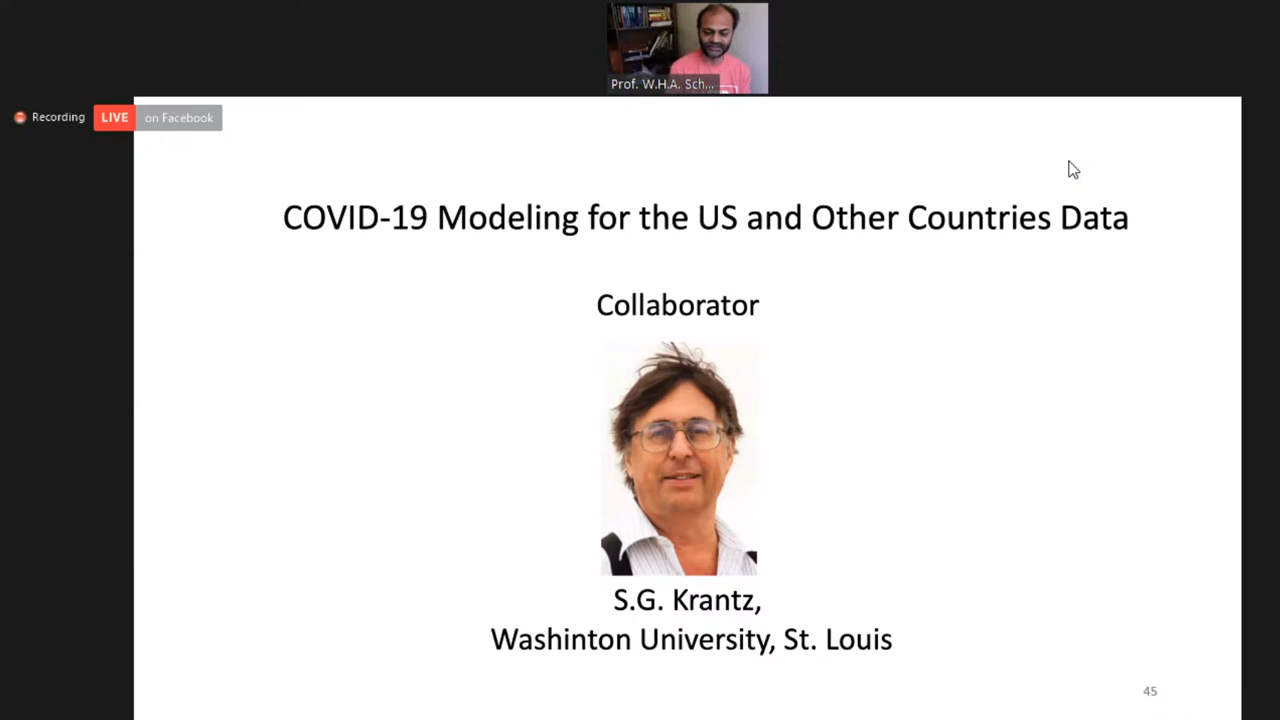 Prof. W.H.A. Sch...
Recording
LIVE
on Facebook
COVID-19 Modeling for the US and Other Countries Data
Collaborator
S.G. Krantz,
Washinton University, St. Louis
45